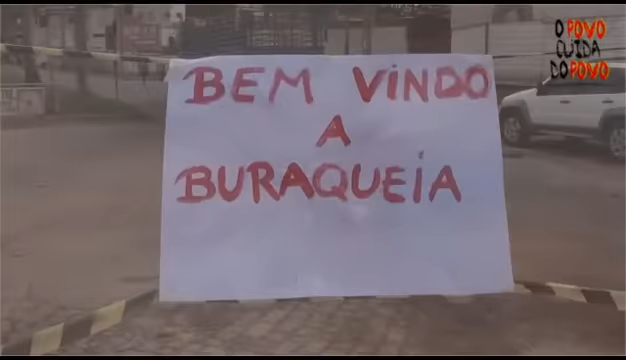 O POVO
CUIDA
DO POVO
BEM VINDO
A
BURAQUEIA